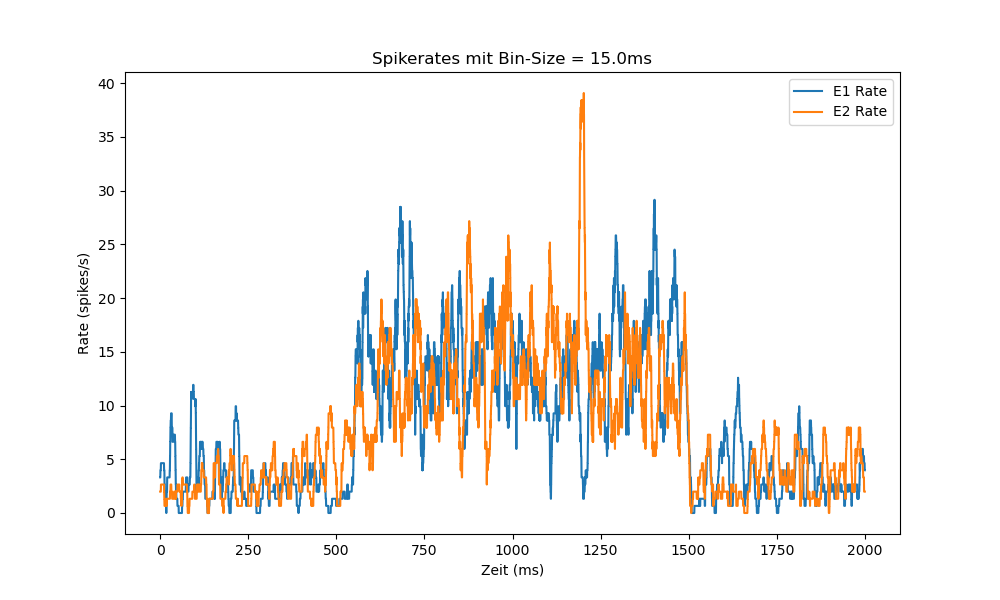 Spikerates mit Bin-Size = 15.0ms
E1 Rate
E2 Rate
Rate (spikes/s)
40
35
30
25
20
15
10
5
0
0 250 500 750 1000 1250 1500 1750 2000
Zeit (ms)